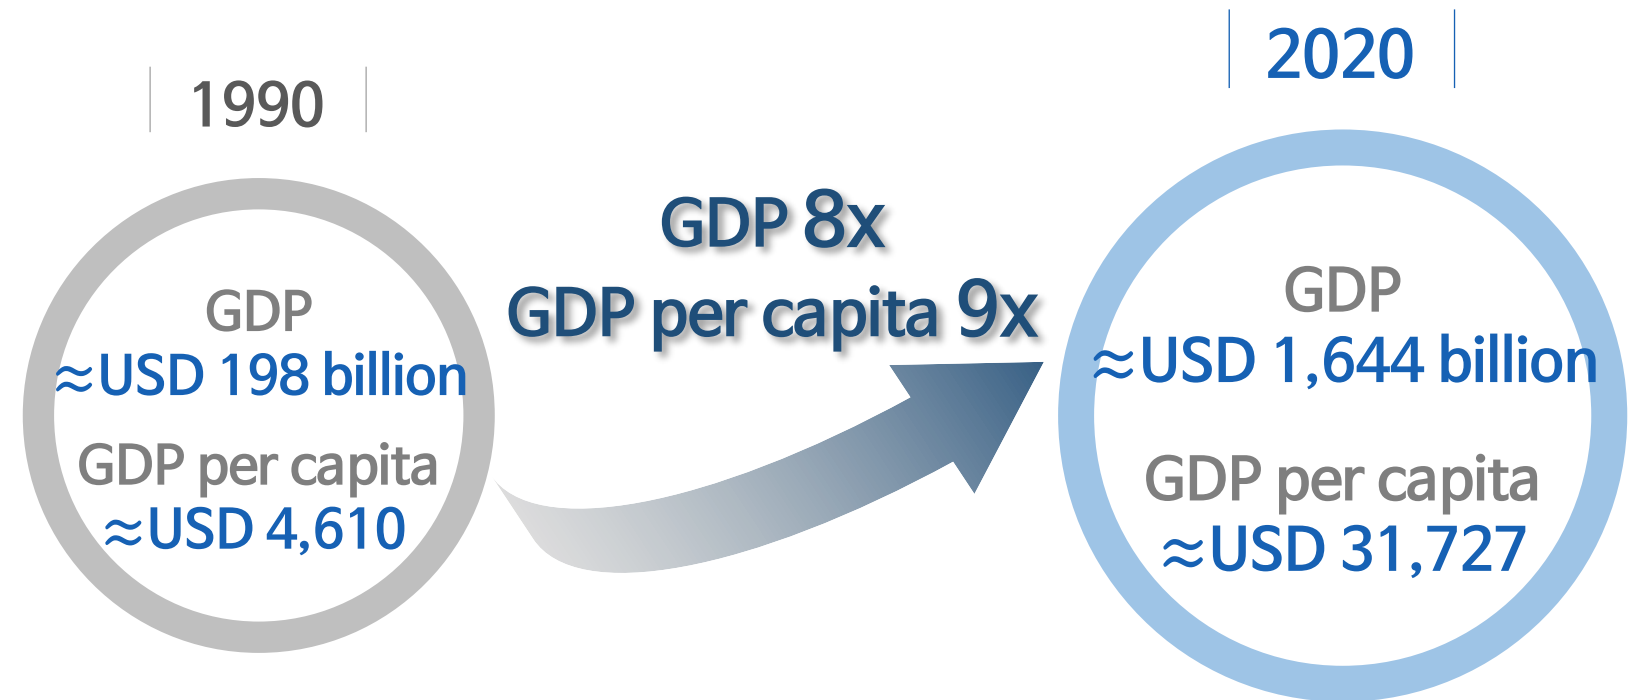 1990
GDP
≈USD 198 billion
GDP per capita
≈USD 4,610
GDP 8x
GDP per capita 9x
2020
GDP
≈USD 1,644 billion
GDP per capita
≈USD 31,727